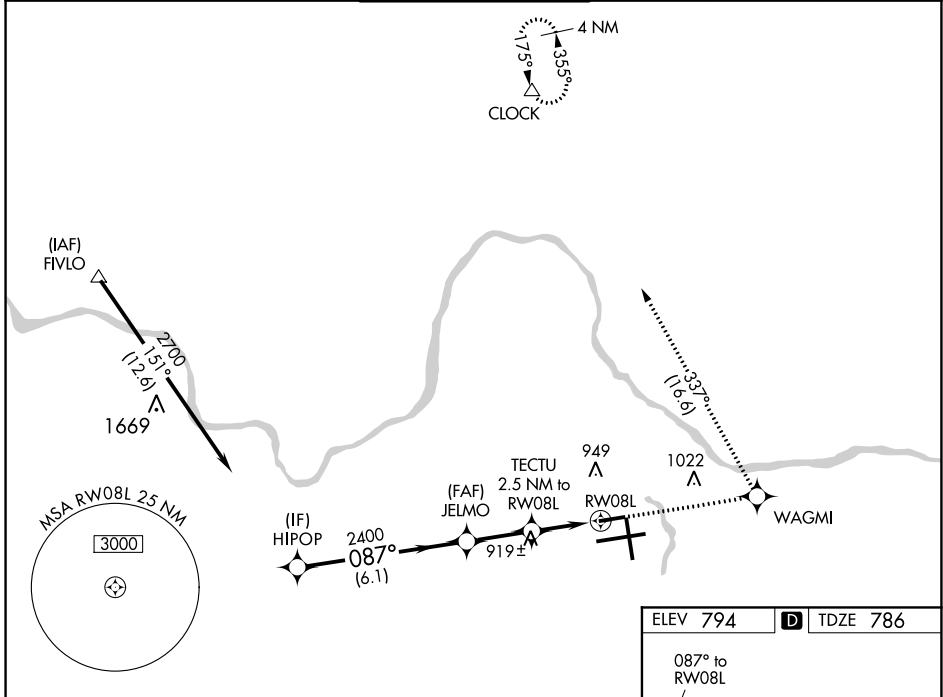 4 NM
175°
355°
CLOCK
(IAF)
FIVLO
2700
151°
(12.6)
1669
337°
(16.6)
949
1022
TECTU
2.5 NM to
RW08L
(FAF)
JELMO
RW08L
WAGMI
(IF)
HIPOP
2400
087°
(6.1)
919±
MSA RW08L 25 NM
3000
ELEV 794 D TDZE 786
087° to
RW08L